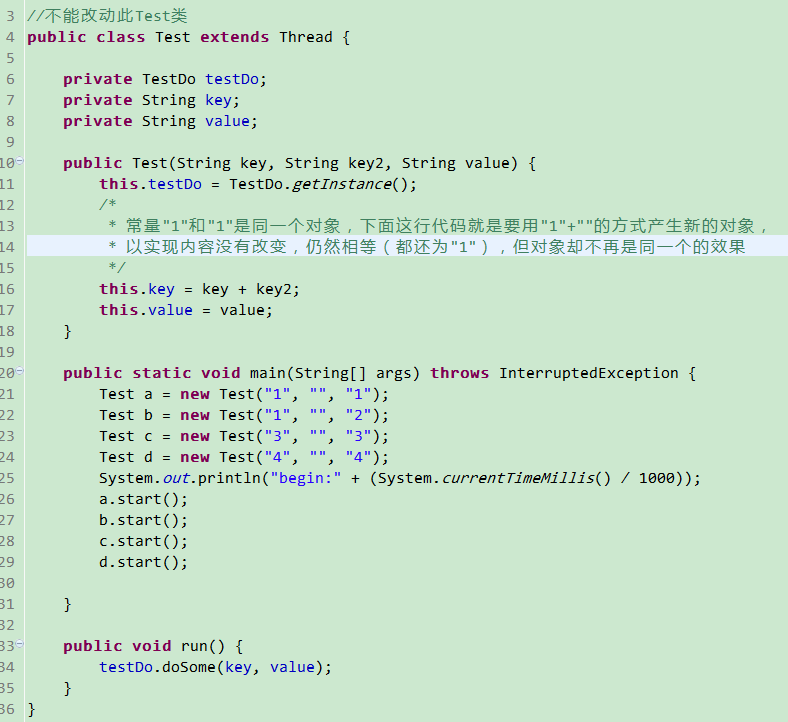 3 //不能改动此Test类
4 public class Test extends Thread {
5
6     private TestDo testDo;
7     private String key;
8     private String value;
9
10     public Test(String key, String key2, String value) {
11         this.testDo = TestDo.getInstance();
12         /*
13          * 常量"1"和"1"是同一个对象，下面这行代码就是要用"1"+""的方式产生新的对象，
14          * 以实现内容没有改变，仍然相等（都还为"1"），但对象却不再是同一个的效果
15          */
16         this.key = key + key2;
17         this.value = value;
18     }
19
20     public static void main(String[] args) throws InterruptedException {
21         Test a = new Test("1", "", "1");
22         Test b = new Test("1", "", "2");
23         Test c = new Test("3", "", "3");
24         Test d = new Test("4", "", "4");
25         System.out.println("begin:" + (System.currentTimeMillis() / 1000));
26         a.start();
27         b.start();
28         c.start();
29         d.start();
30
31     }
32
33     public void run() {
34         testDo.doSome(key, value);
35     }
36 }